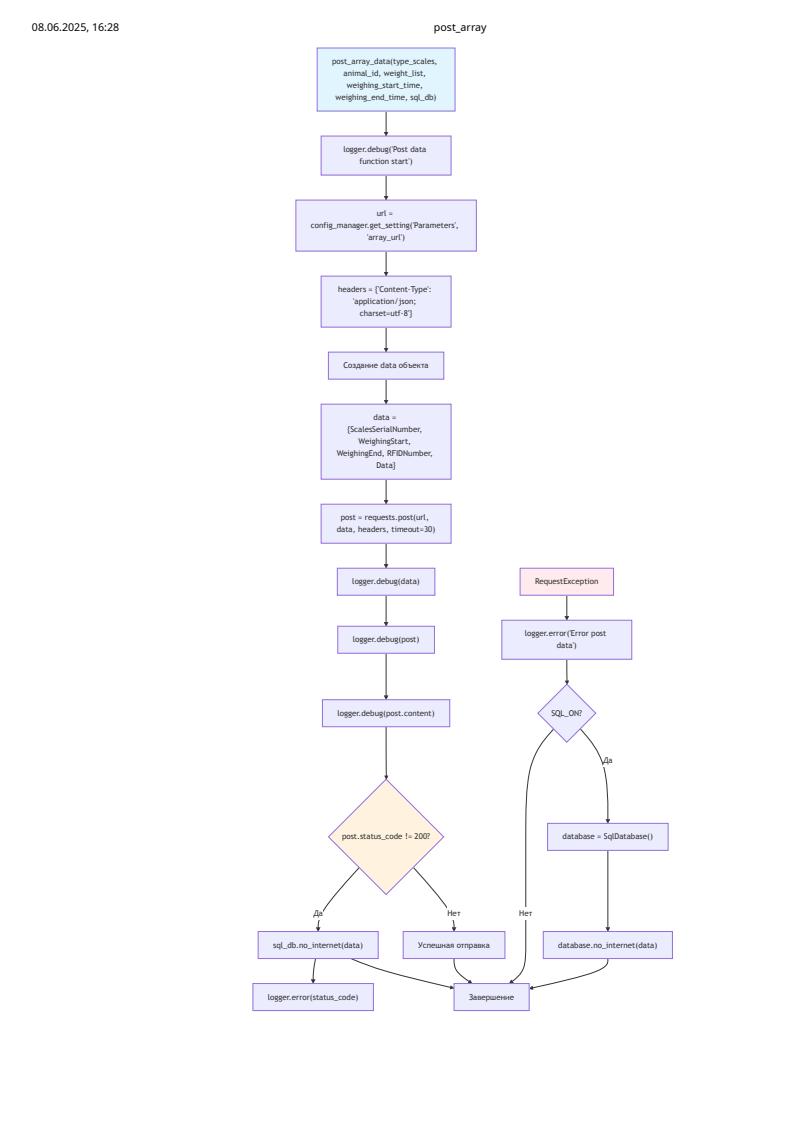 08.06.2025, 16:28
post_array
post_array_data(type_scales,
animal_id, weight_list,
weighing_start_time,
weighing_end_time, sql_db)
logger.debug('Post data
function start')
url =
config_manager.get_setting('Parameters',
'array_url')
headers = {'Content-Type':
'application/json;
charset=utf-8'}
Создание data объекта
data =
{ScalesSerialNumber,
WeighingStart,
WeighingEnd, RFIDNumber,
Data}
post = requests.post(url,
data, headers, timeout=30)
logger.debug(data)
RequestException
logger.debug(post)
logger.error('Error post
data')
logger.debug(post.content)
SQL_ON?
Да
post.status_code != 200?
database = SqlDatabase()
Да
Нет
Нет
sql_db.no_internet(data)
Успешная отправка
database.no_internet(data)
logger.error(status_code)
Завершение